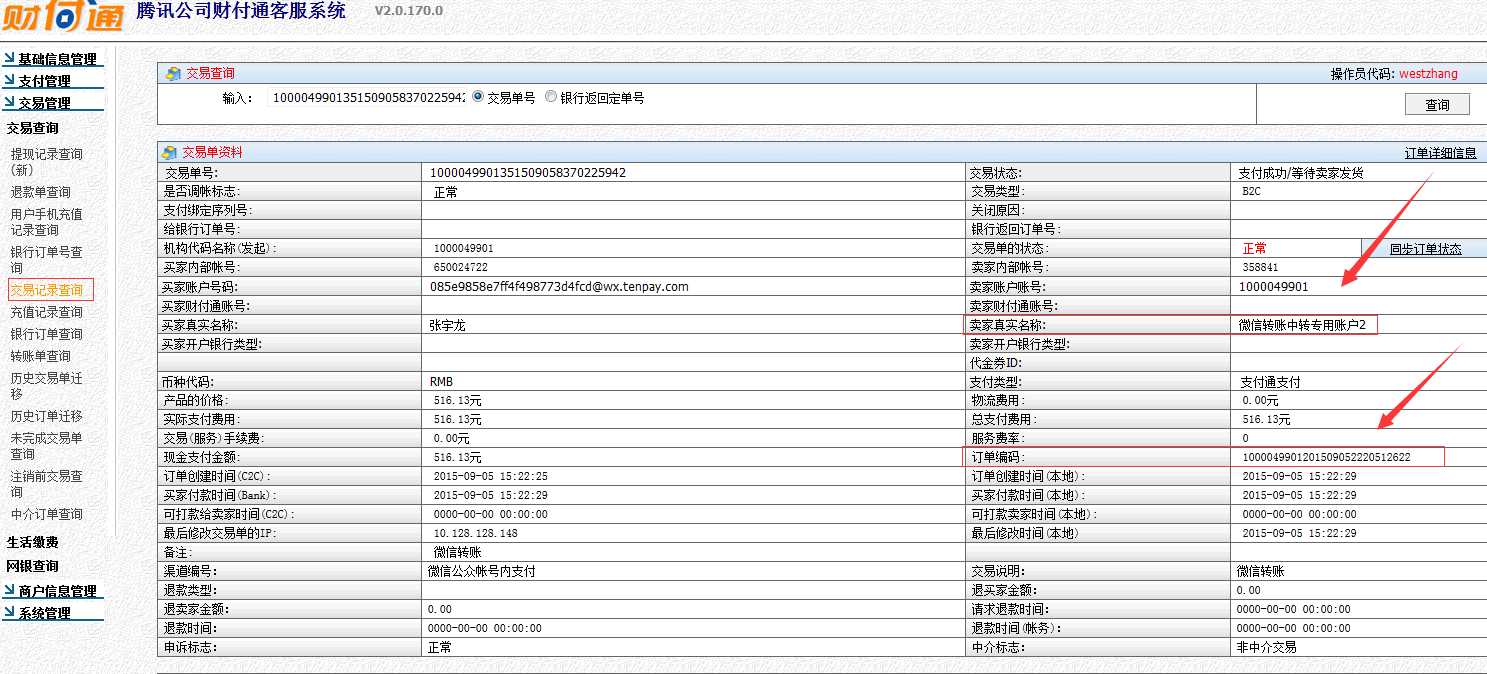 财付通 腾讯公司财付通客服系统 V2.0.170.0
基础信息管理
支付管理
交易管理
交易查询
提现记录查询
(新)
退款单查询
用户手机充值
记录查询
银行订单号查
询
交易记录查询
充值记录查询
银行订单查询
转账单查询
历史交易单迁
移
历史订单迁移
未完成交易单
查询
注销前交易查
询
中介订单查询
生活缴费
网银查询
商户信息管理
系统管理
交易查询 操作员代码: westzhang
输入: 1000049901351509058370225942 交易单号 银行返回定单号 查询
交易单资料 订单详细信息
交易单号: 1000049901351509058370225942 交易状态: 支付成功/等待卖家发货
是否调帐标志: 正常 交易类型: B2C
支付绑定序列号: 关闭原因:
给银行订单号: 银行返回订单号:
机构代码名称(发起): 1000049901 交易单的状态: 正常 同步订单状态
买家内部帐号: 650024722 卖家内部帐号: 358841
买家账户号码: 085e9858e7ff4f498773d4fcd@wx.tenpay.com 卖家账户账号: 1000049901
买家财付通账号: 卖家财付通账号:
买家真实名称: 张宇龙 卖家真实名称: 微信转账中转专用账户2
买家开户银行类型: 卖家开户银行类型:
代金券ID:
币种代码: RMB 支付类型: 支付通支付
产品的价格: 516.13元 物流费用: 0.00元
实际支付费用: 516.13元 总支付费用: 516.13元
交易(服务)手续费: 0.00元 服务费率: 0
现金支付金额: 516.13元 订单编码: 1000049901201509052220512622
订单创建时间(C2C): 2015-09-05 15:22:25 订单创建时间(本地): 2015-09-05 15:22:29
买家付款时间(Bank): 2015-09-05 15:22:29 买家付款时间(本地): 2015-09-05 15:22:29
可打款给卖家时间(C2C): 0000-00-00 00:00:00 可打款卖家时间(本地): 0000-00-00 00:00:00
最后修改交易单的IP: 10.128.128.148 最后修改时间(本地) 2015-09-05 15:22:29
备注: 微信转账
渠道编号: 微信公众帐号内支付 交易说明: 微信转账
退款类型: 退买家金额: 0.00
退卖家金额: 0.00 请求退款时间: 0000-00-00 00:00:00
退款时间: 0000-00-00 00:00:00 退款时间(帐务): 0000-00-00 00:00:00
申诉标志: 正常 中介标志: 非中介交易